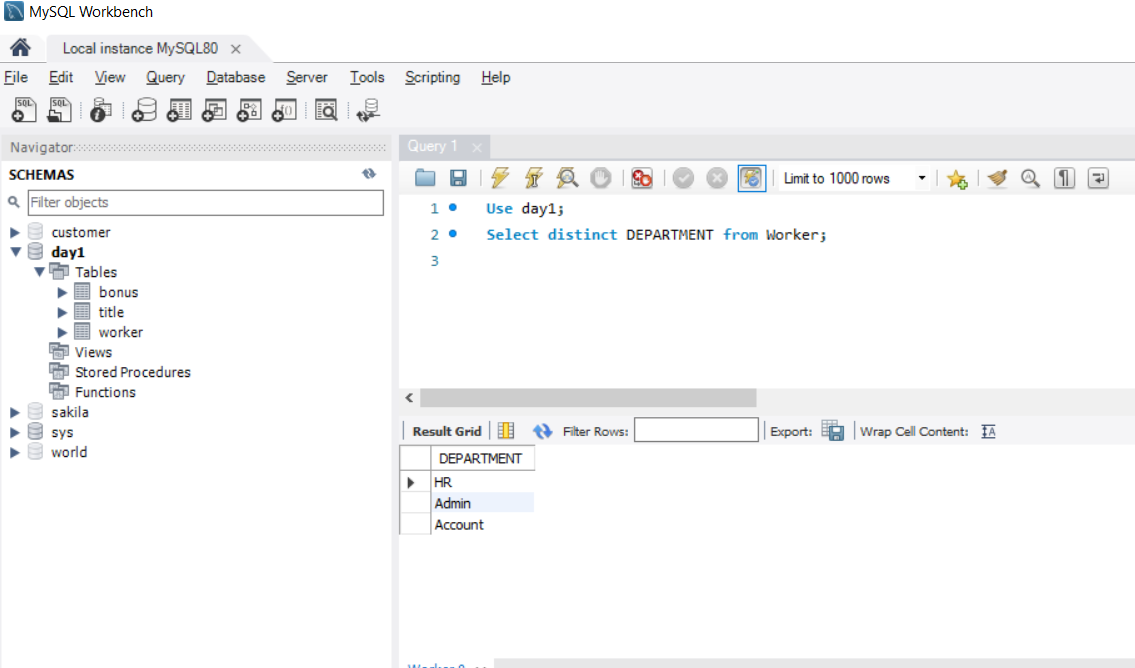 MySQL Workbench
Local instance MySQL80
File Edit View Query Database Server Tools Scripting Help
SQL SQL
Navigator
SCHEMAS
Filter objects
customer
day1
Tables
bonus
title
worker
Views
Stored Procedures
Functions
sakila
sys
world
Query 1
Limit to 1000 rows
1 Use day1;
2 Select distinct DEPARTMENT from Worker;
3
Result Grid Filter Rows: Export: Wrap Cell Content:
DEPARTMENT
HR
Admin
Account